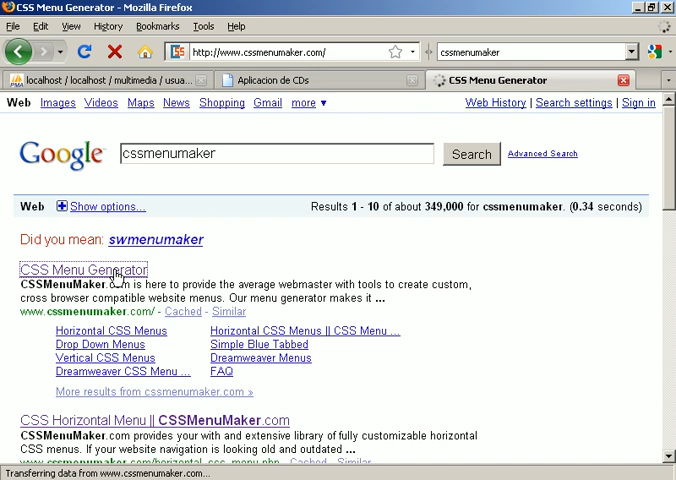 CSS Menu Generator - Mozilla Firefox
File Edit View History Bookmarks Tools Help
http://www.cssmenumaker.com/ cssmenumaker
localhost / localhost / multimedia / usua... Aplicacion de CDs CSS Menu Generator
Web Images Videos Maps News Shopping Gmail more ▼ Web History | Search settings | Sign in
Google cssmenumaker Search Advanced Search
Web Show options... Results 1 - 10 of about 349,000 for cssmenumaker. (0.34 seconds)
Did you mean: swmenumaker
CSS Menu Generator
CSSMenuMaker.com is here to provide the average webmaster with tools to create custom,
cross browser compatible website menus. Our menu generator makes it ...
www.cssmenumaker.com/ - Cached - Similar
Horizontal CSS Menus Horizontal CSS Menus || CSS Menu ...
Drop Down Menus Simple Blue Tabbed
Vertical CSS Menus Dreamweaver Menus
Dreamweaver CSS Menu ... FAQ
More results from cssmenumaker.com »
CSS Horizontal Menu || CSSMenuMaker.com
CSSMenuMaker.com provides your with and extensive library of fully customizable horizontal
CSS menus. If your website navigation is looking old and outdated ...
www.cssmenumaker.com/horizontal_css_menu.php - Cached - Similar
Transferring data from www.cssmenumaker.com...